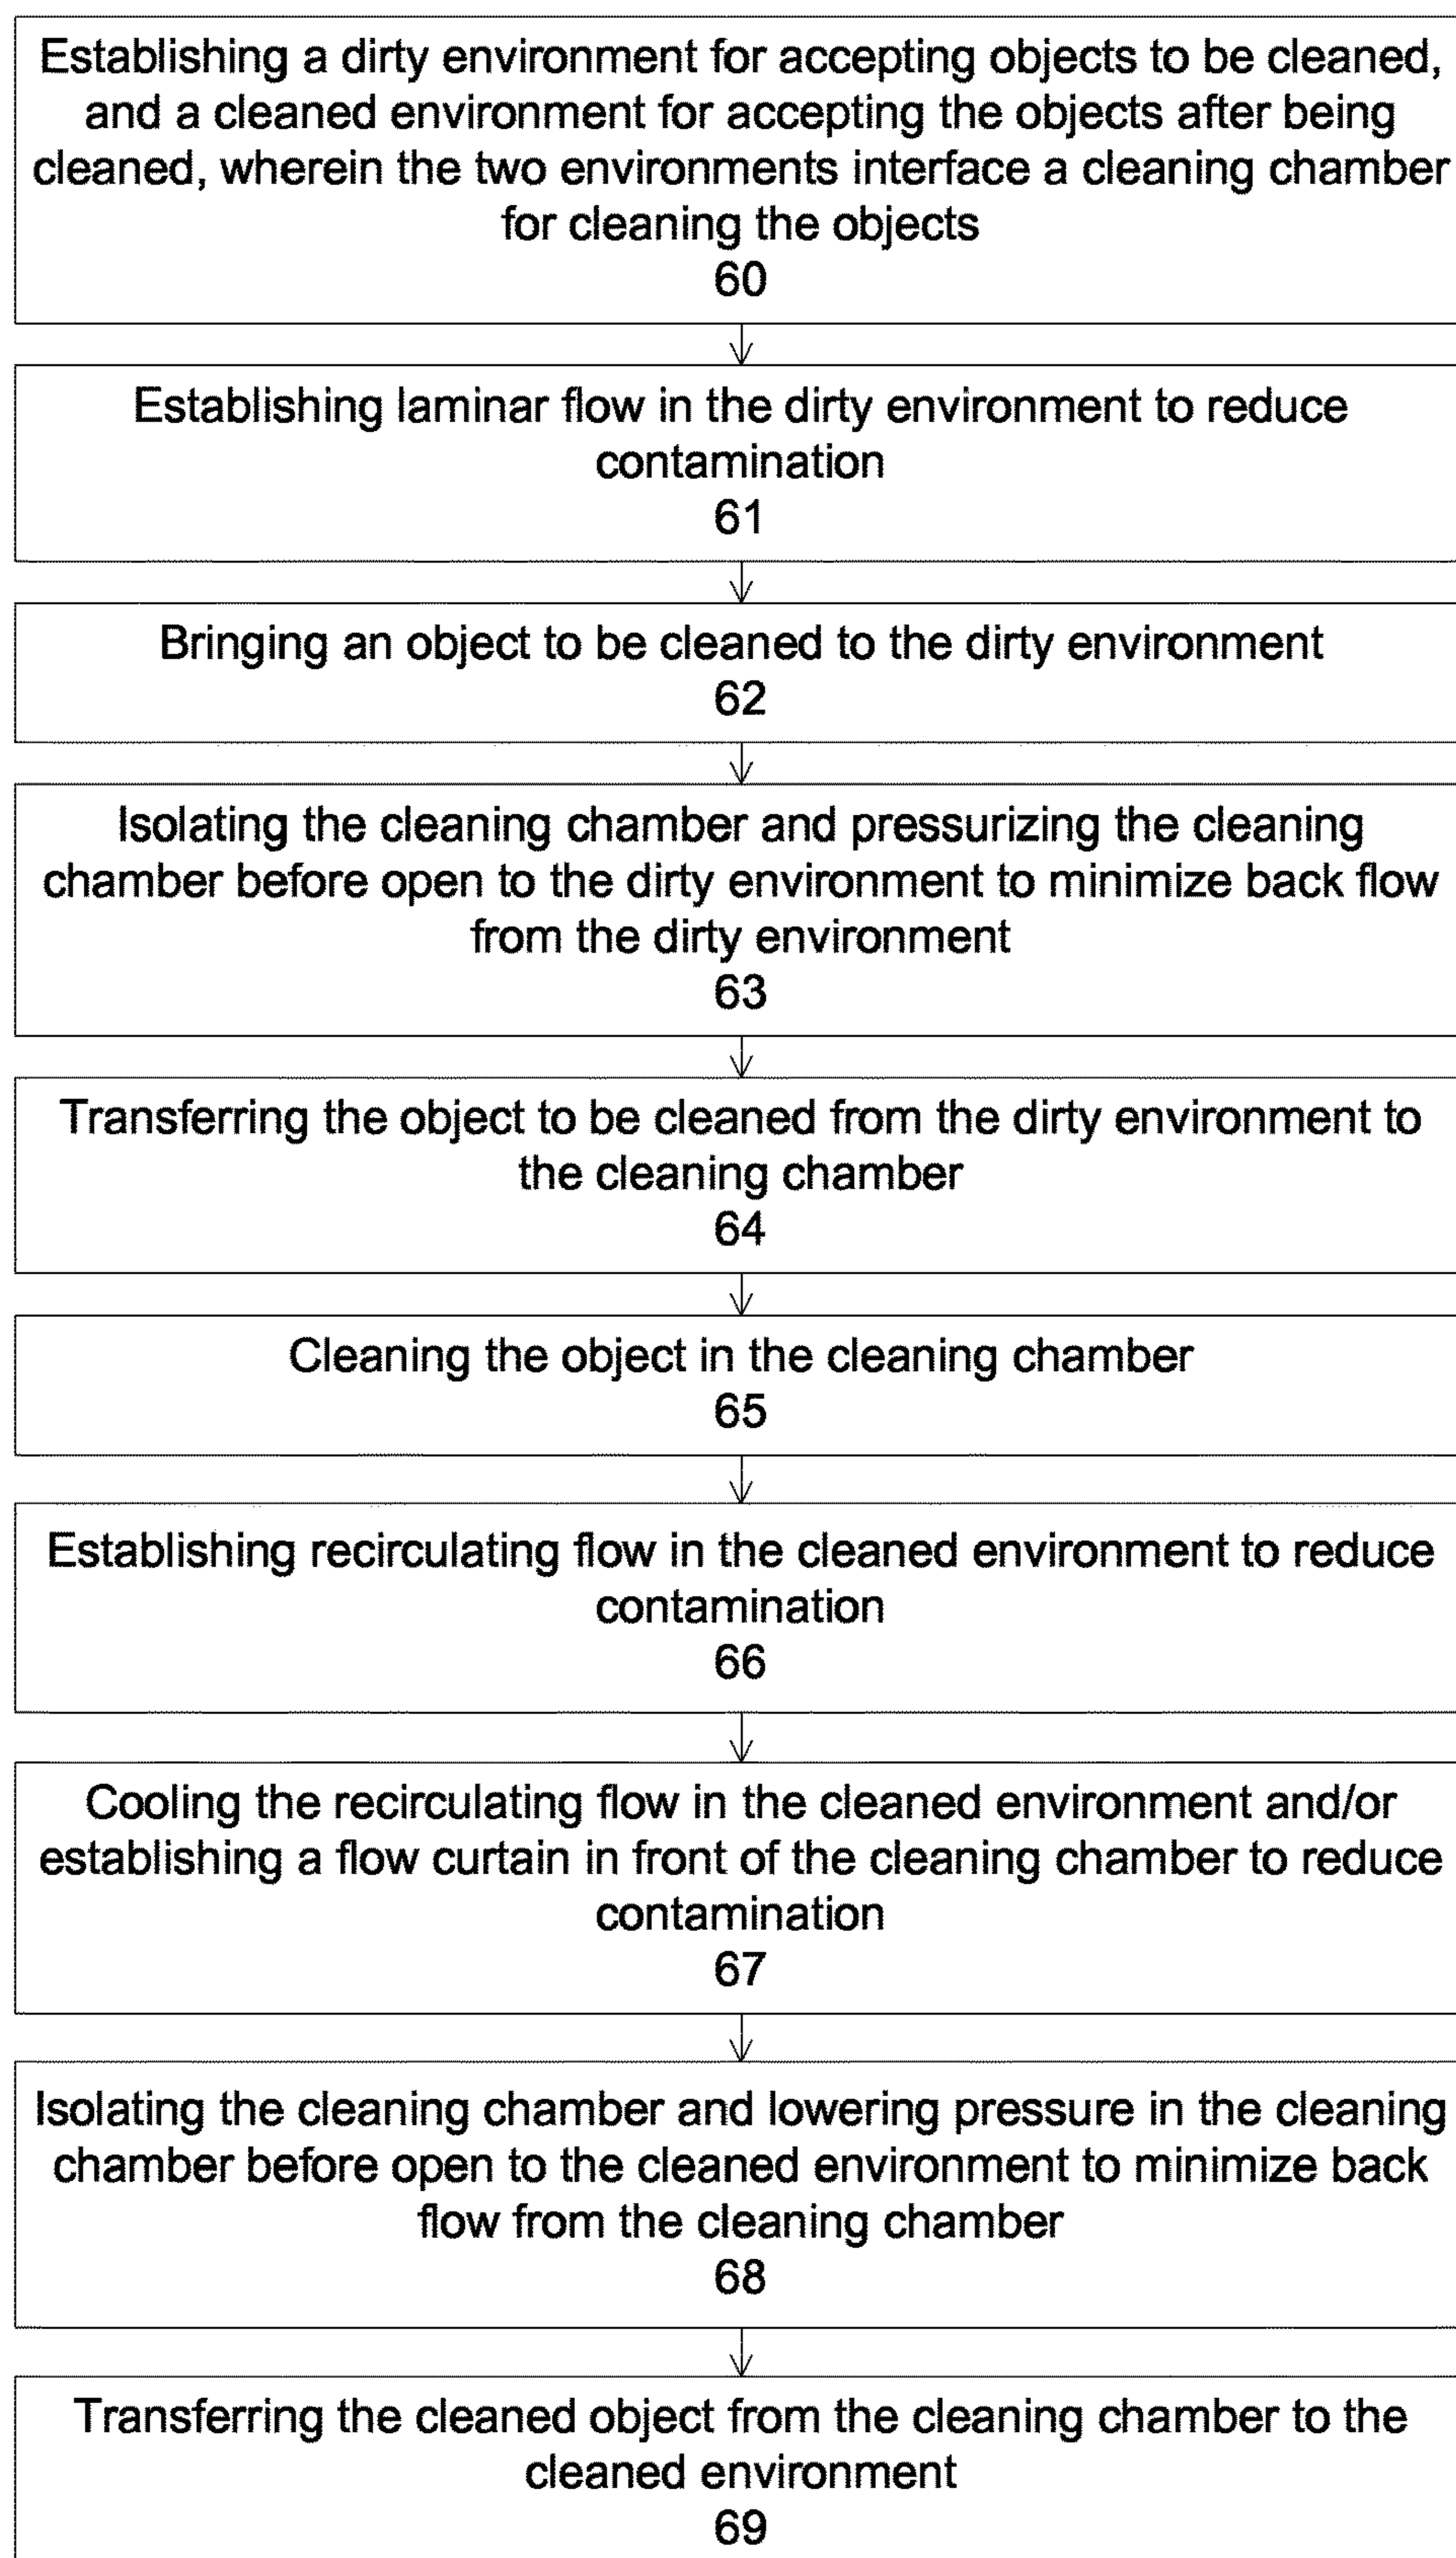 Establishing a dirty environment for accepting objects to be cleaned,
and a cleaned environment for accepting the objects after being
cleaned, wherein the two environments interface a cleaning chamber
for cleaning the objects
60
Establishing laminar flow in the dirty environment to reduce
contamination
61
Bringing an object to be cleaned to the dirty environment
62
Isolating the cleaning chamber and pressurizing the cleaning
chamber before open to the dirty environment to minimize back flow
from the dirty environment
63
Transferring the object to be cleaned from the dirty environment to
the cleaning chamber
64
Cleaning the object in the cleaning chamber
65
Establishing recirculating flow in the cleaned environment to reduce
contamination
66
Cooling the recirculating flow in the cleaned environment and/or
establishing a flow curtain in front of the cleaning chamber to reduce
contamination
67
Isolating the cleaning chamber and lowering pressure in the cleaning
chamber before open to the cleaned environment to minimize back
flow from the cleaning chamber
68
Transferring the cleaned object from the cleaning chamber to the
cleaned environment
69